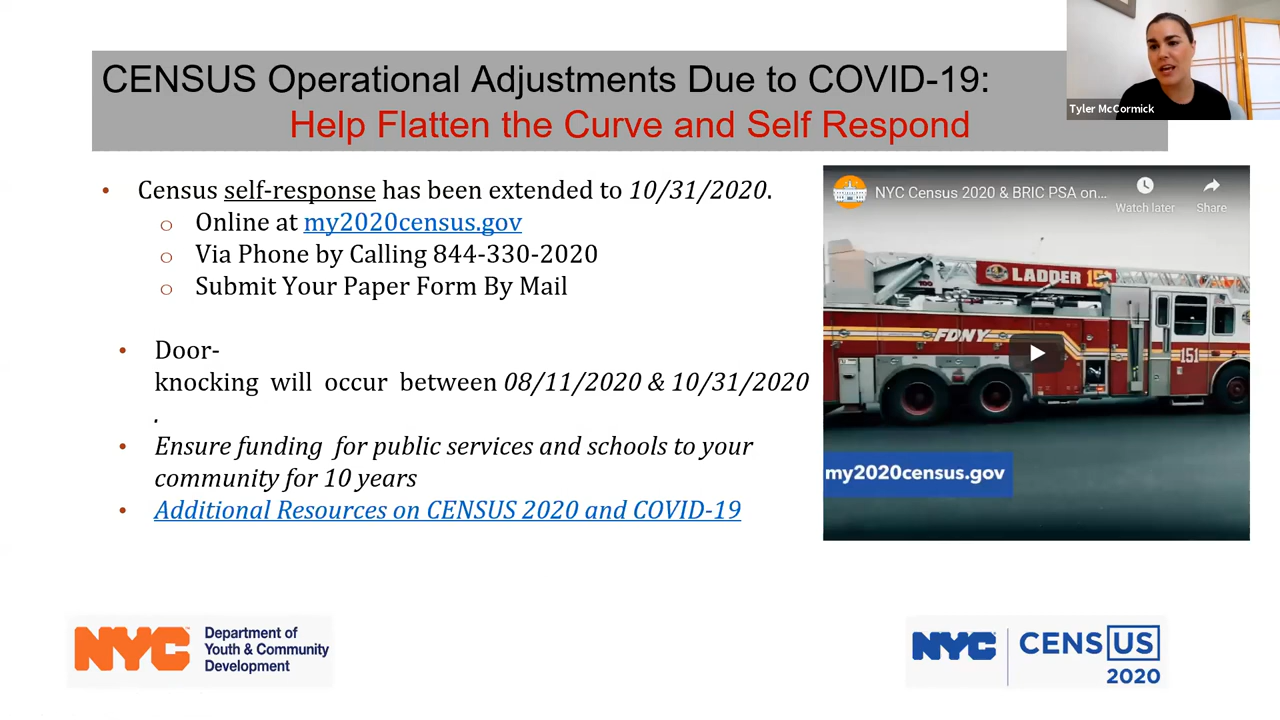 CENSUS Operational Adjustments Due to COVID-19:
Help Flatten the Curve and Self Respond
Tyler McCormick
• Census self-response has been extended to 10/31/2020.
o Online at my2020census.gov
o Via Phone by Calling 844-330-2020
o Submit Your Paper Form By Mail
• Door-
knocking will occur between 08/11/2020 & 10/31/2020
.
• Ensure funding for public services and schools to your
community for 10 years
• Additional Resources on CENSUS 2020 and COVID-19
NYC Census 2020 & BRIC PSA on...
Watch later
Share
LADDER 151
FDNY
151
my2020census.gov
NYC
Department of
Youth & Community
Development
NYC
CENSUS
2020